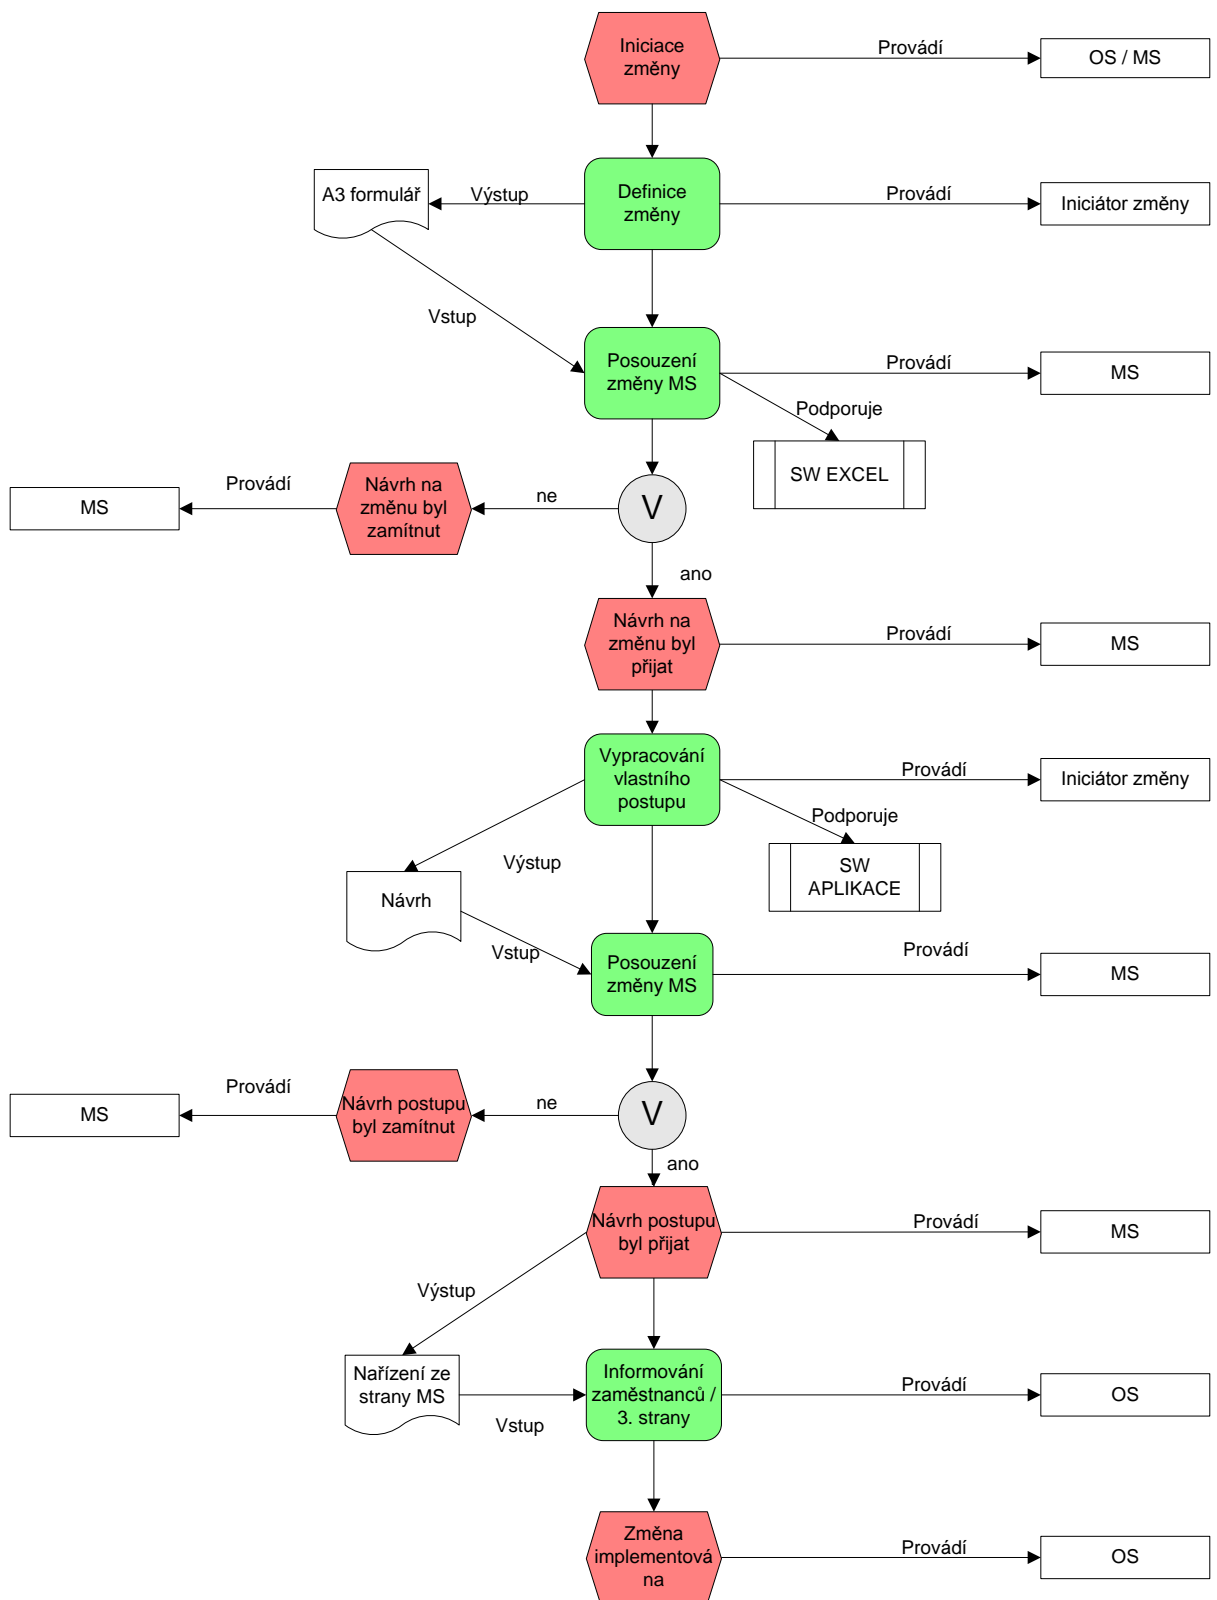 Iniciace
změny
Provádí
OS / MS
A3 formulář
Výstup
Definice
změny
Provádí
Iniciátor změny
Vstup
Posouzení
změny MS
Provádí
MS
Podporuje
SW EXCEL
MS
Provádí
Návrh na
změnu byl
zamítnut
ne
V
ano
Návrh na
změnu byl
přijat
Provádí
MS
Vypracování
vlastního
postupu
Provádí
Iniciátor změny
Podporuje
SW
APLIKACE
Výstup
Návrh
Vstup
Posouzení
změny MS
Provádí
MS
MS
Provádí
Návrh postupu
byl zamítnut
ne
V
ano
Návrh postupu
byl přijat
Provádí
MS
Výstup
Nařízení ze
strany MS
Vstup
Informování
zaměstnanců /
3. strany
Provádí
OS
Změna
implementová
na
Provádí
OS